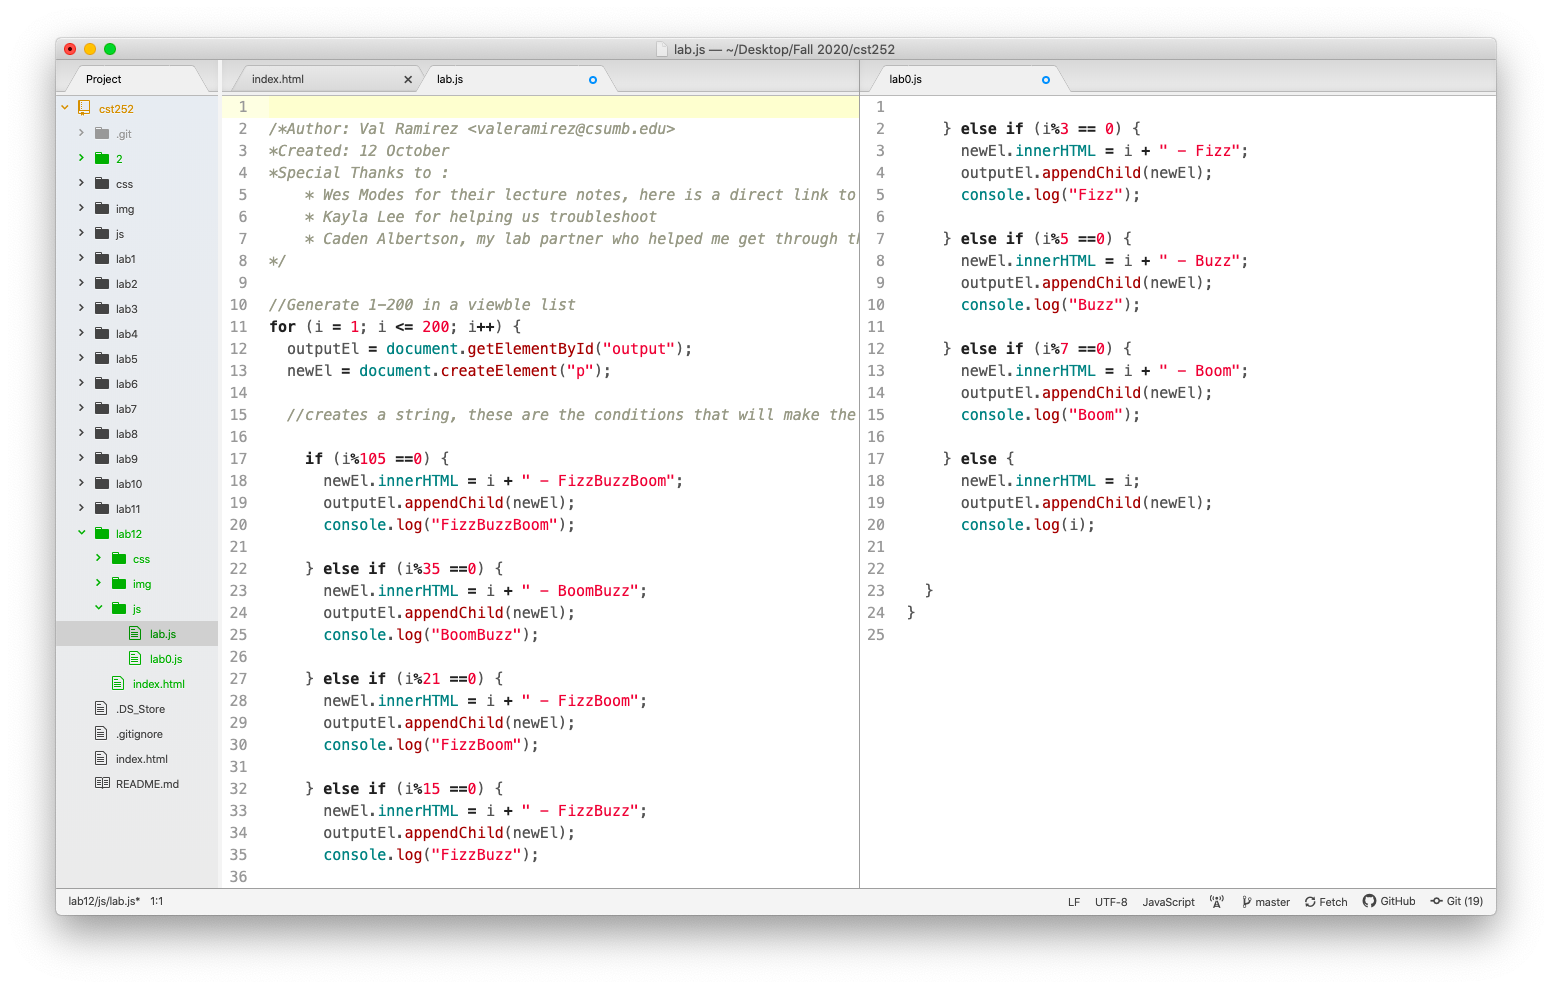 lab.js — ~/Desktop/Fall 2020/cst252
Project
cst252
.git
2
css
img
js
lab1
lab2
lab3
lab4
lab5
lab6
lab7
lab8
lab9
lab10
lab11
lab12
css
img
js
lab.js
lab0.js
index.html
.DS_Store
.gitignore
index.html
README.md
index.html
lab.js
1
2 /*Author: Val Ramirez <valeramirez@csumb.edu>
3 *Created: 12 October
4 *Special Thanks to :
5 * Wes Modes for their lecture notes, here is a direct link to
6 * Kayla Lee for helping us troubleshoot
7 * Caden Albertson, my lab partner who helped me get through
8 */
9
10 //Generate 1-200 in a viewble list
11 for (i = 1; i <= 200; i++) {
12 outputEl = document.getElementById("output");
13 newEl = document.createElement("p");
14
15 //creates a string, these are the conditions that will make the
16
17 if (i%105 ==0) {
18 newEl.innerHTML = i + " - FizzBuzzBoom";
19 outputEl.appendChild(newEl);
20 console.log("FizzBuzzBoom");
21
22 } else if (i%35 ==0) {
23 newEl.innerHTML = i + " - BoomBuzz";
24 outputEl.appendChild(newEl);
25 console.log("BoomBuzz");
26
27 } else if (i%21 ==0) {
28 newEl.innerHTML = i + " - FizzBoom";
29 outputEl.appendChild(newEl);
30 console.log("FizzBoom");
31
32 } else if (i%15 ==0) {
33 newEl.innerHTML = i + " - FizzBuzz";
34 outputEl.appendChild(newEl);
35 console.log("FizzBuzz");
36
lab0.js
1
2 } else if (i%3 == 0) {
3 newEl.innerHTML = i + " - Fizz";
4 outputEl.appendChild(newEl);
5 console.log("Fizz");
6
7 } else if (i%5 ==0) {
8 newEl.innerHTML = i + " - Buzz";
9 outputEl.appendChild(newEl);
10 console.log("Buzz");
11
12 } else if (i%7 ==0) {
13 newEl.innerHTML = i + " - Boom";
14 outputEl.appendChild(newEl);
15 console.log("Boom");
16
17 } else {
18 newEl.innerHTML = i;
19 outputEl.appendChild(newEl);
20 console.log(i);
21
22
23 }
24 }
25
lab12/js/lab.js* 1:1 LF UTF-8 JavaScript master Fetch GitHub Git (19)